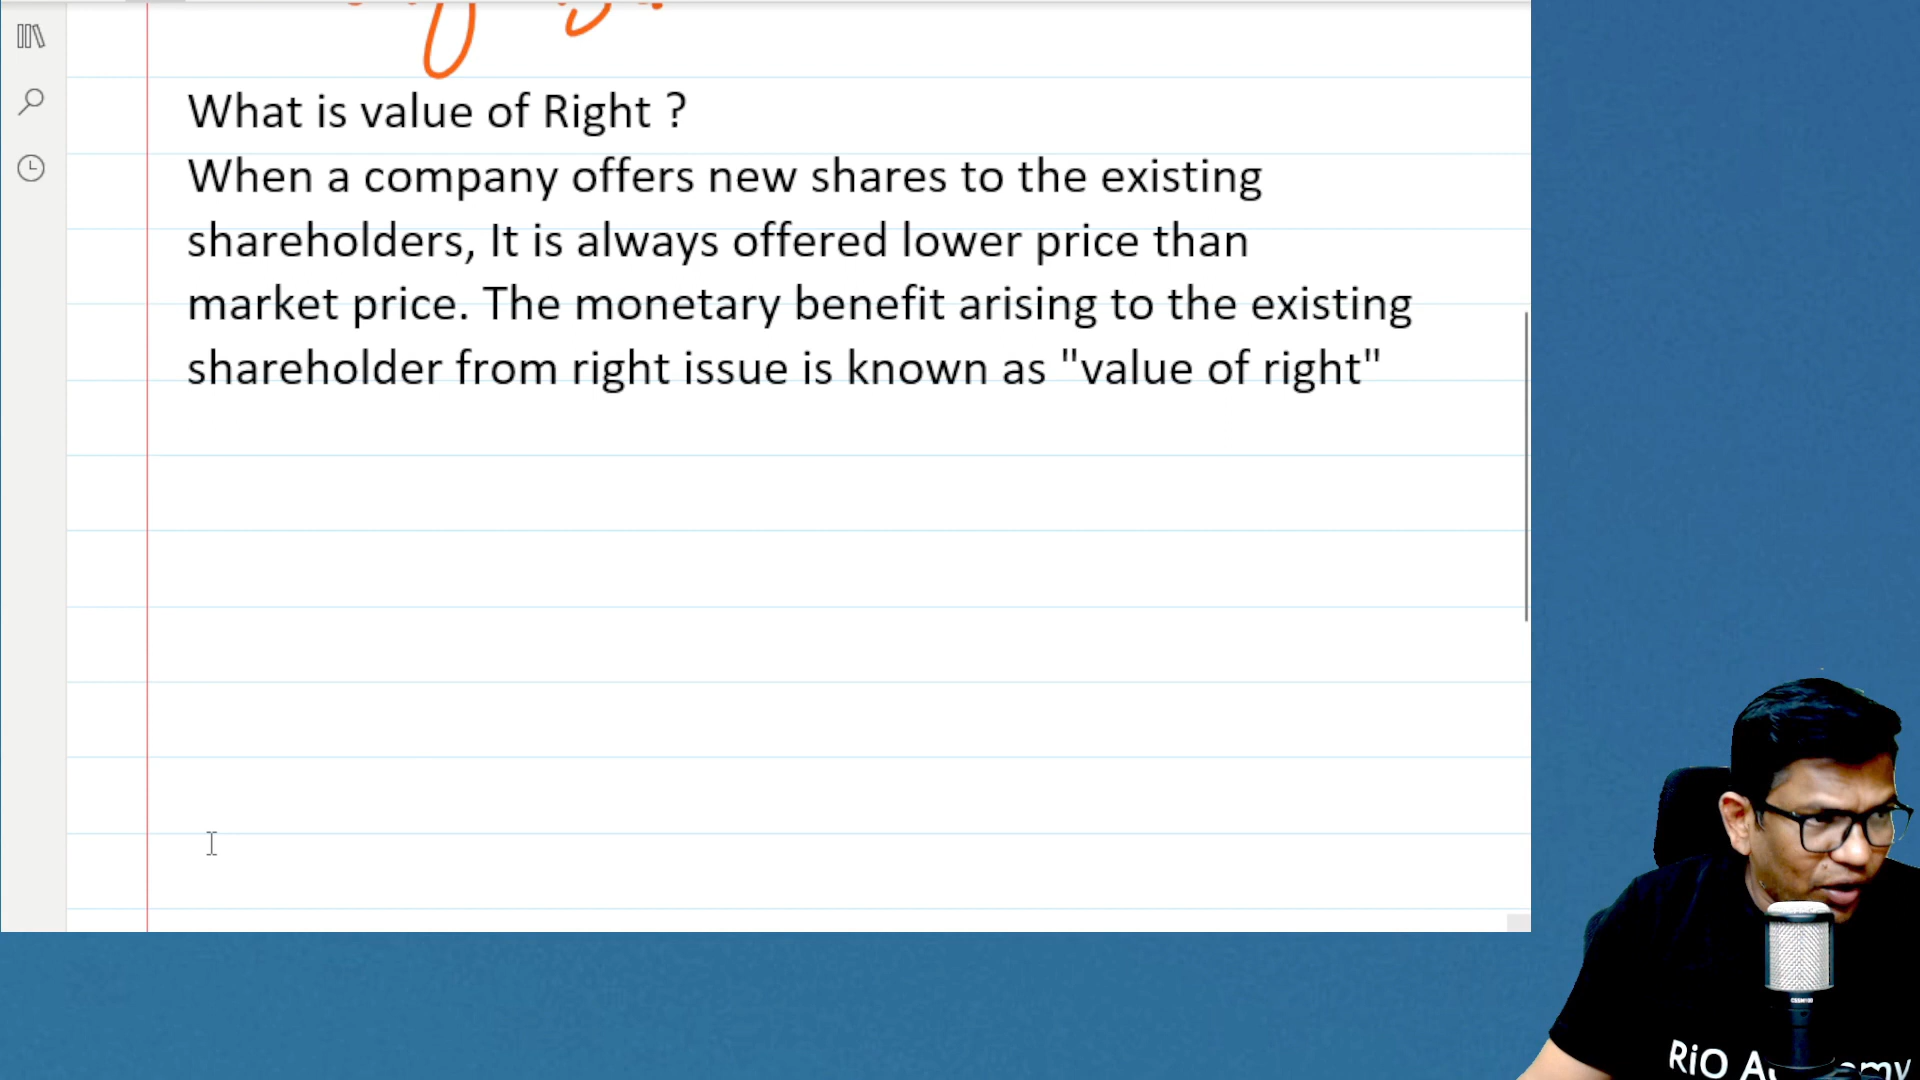 What is value of Right ?
When a company offers new shares to the existing
shareholders, It is always offered lower price than
market price. The monetary benefit arising to the existing
shareholder from right issue is known as "value of right"
RiO